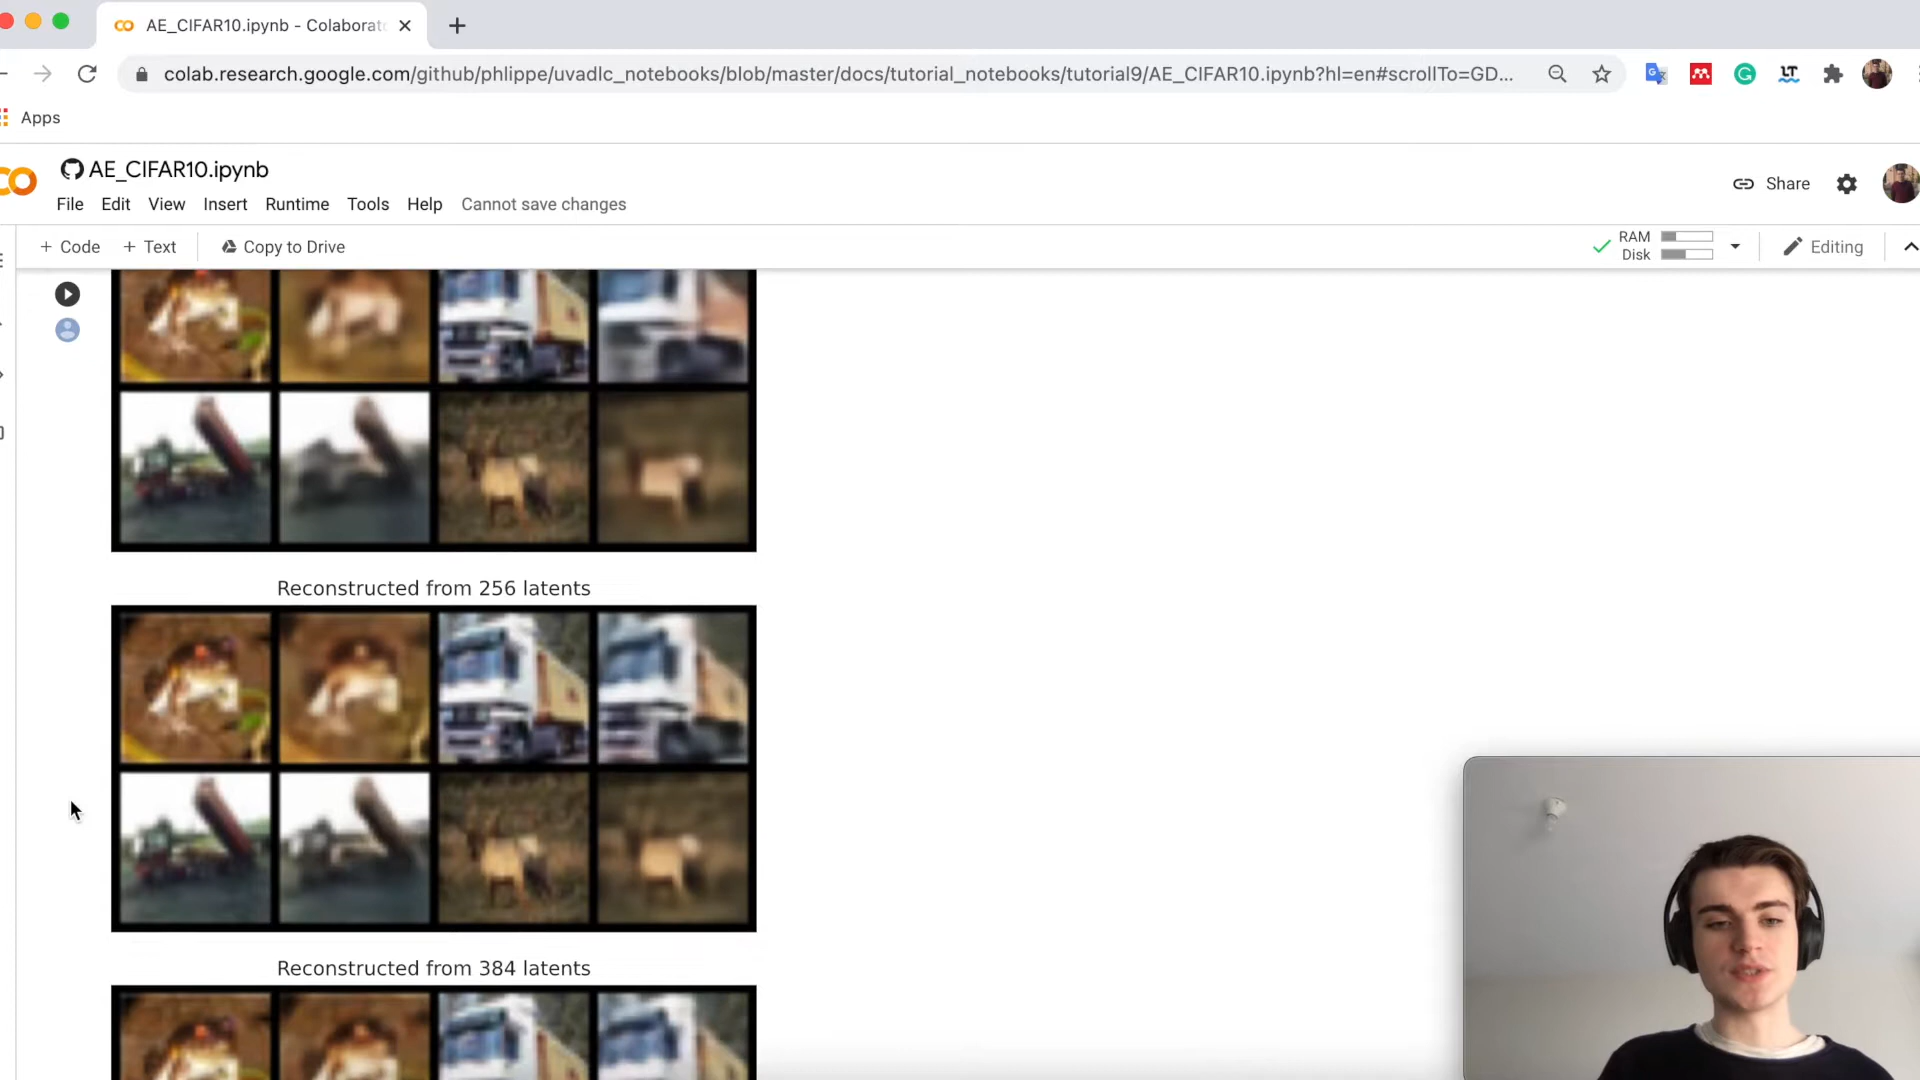 AE_CIFAR10.ipynb - Colaborat
colab.research.google.com/github/phlippe/uvadlc_notebooks/blob/master/docs/tutorial_notebooks/tutorial9/AE_CIFAR10.ipynb?hl=en#scrollTo=GD...
Apps
AE_CIFAR10.ipynb
File Edit View Insert Runtime Tools Help Cannot save changes
Share
+ Code + Text Copy to Drive
RAM
Disk
Editing
Reconstructed from 256 latents
Reconstructed from 384 latents